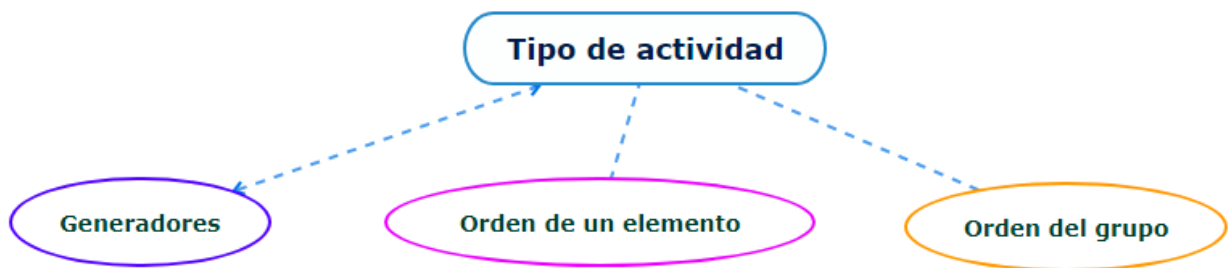 Tipo de actividad
Generadores
Orden de un elemento
Orden del grupo